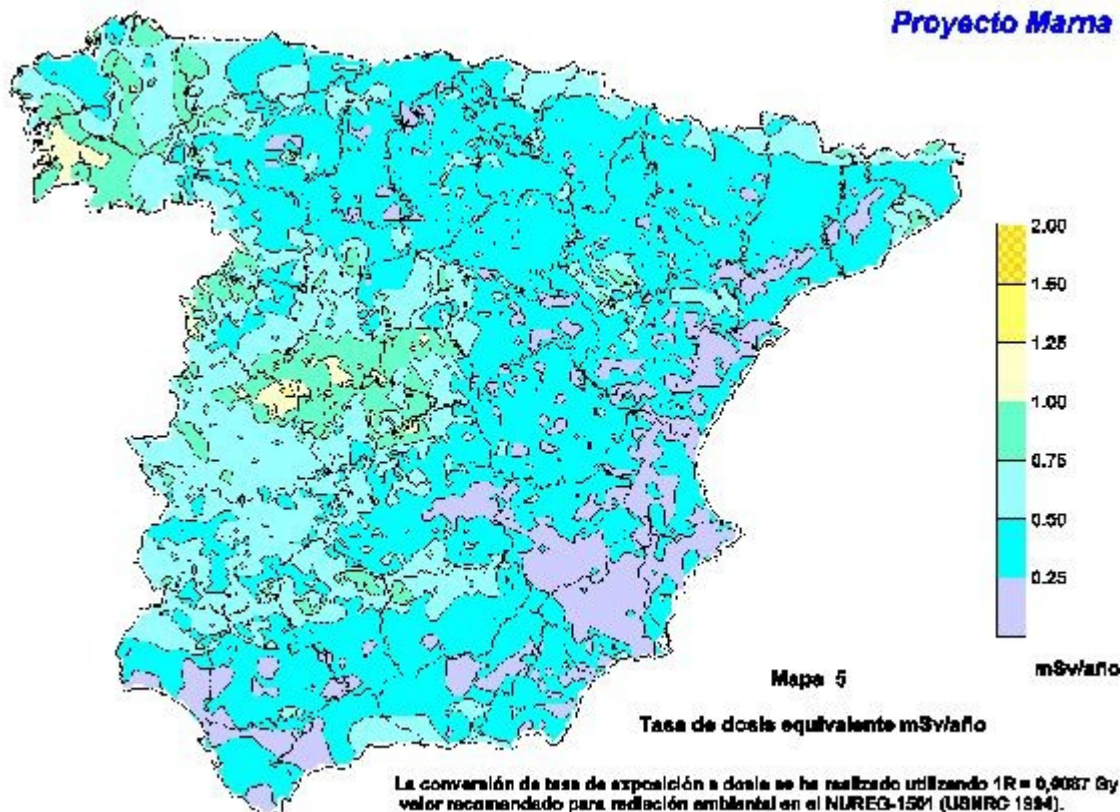 Proyecto Marna
2.00
1.50
1.25
1.00
0.75
0.50
0.25
mSv/año
Mapa 5
Tasa de dosis equivalente mSv/año
La conversión de tasa de exposición a dosis se ha realizado utilizando 1R = 0,0087 Sv
valor recomendado para radiación ambiental en el NUREG-1501 (USNRC 1994).